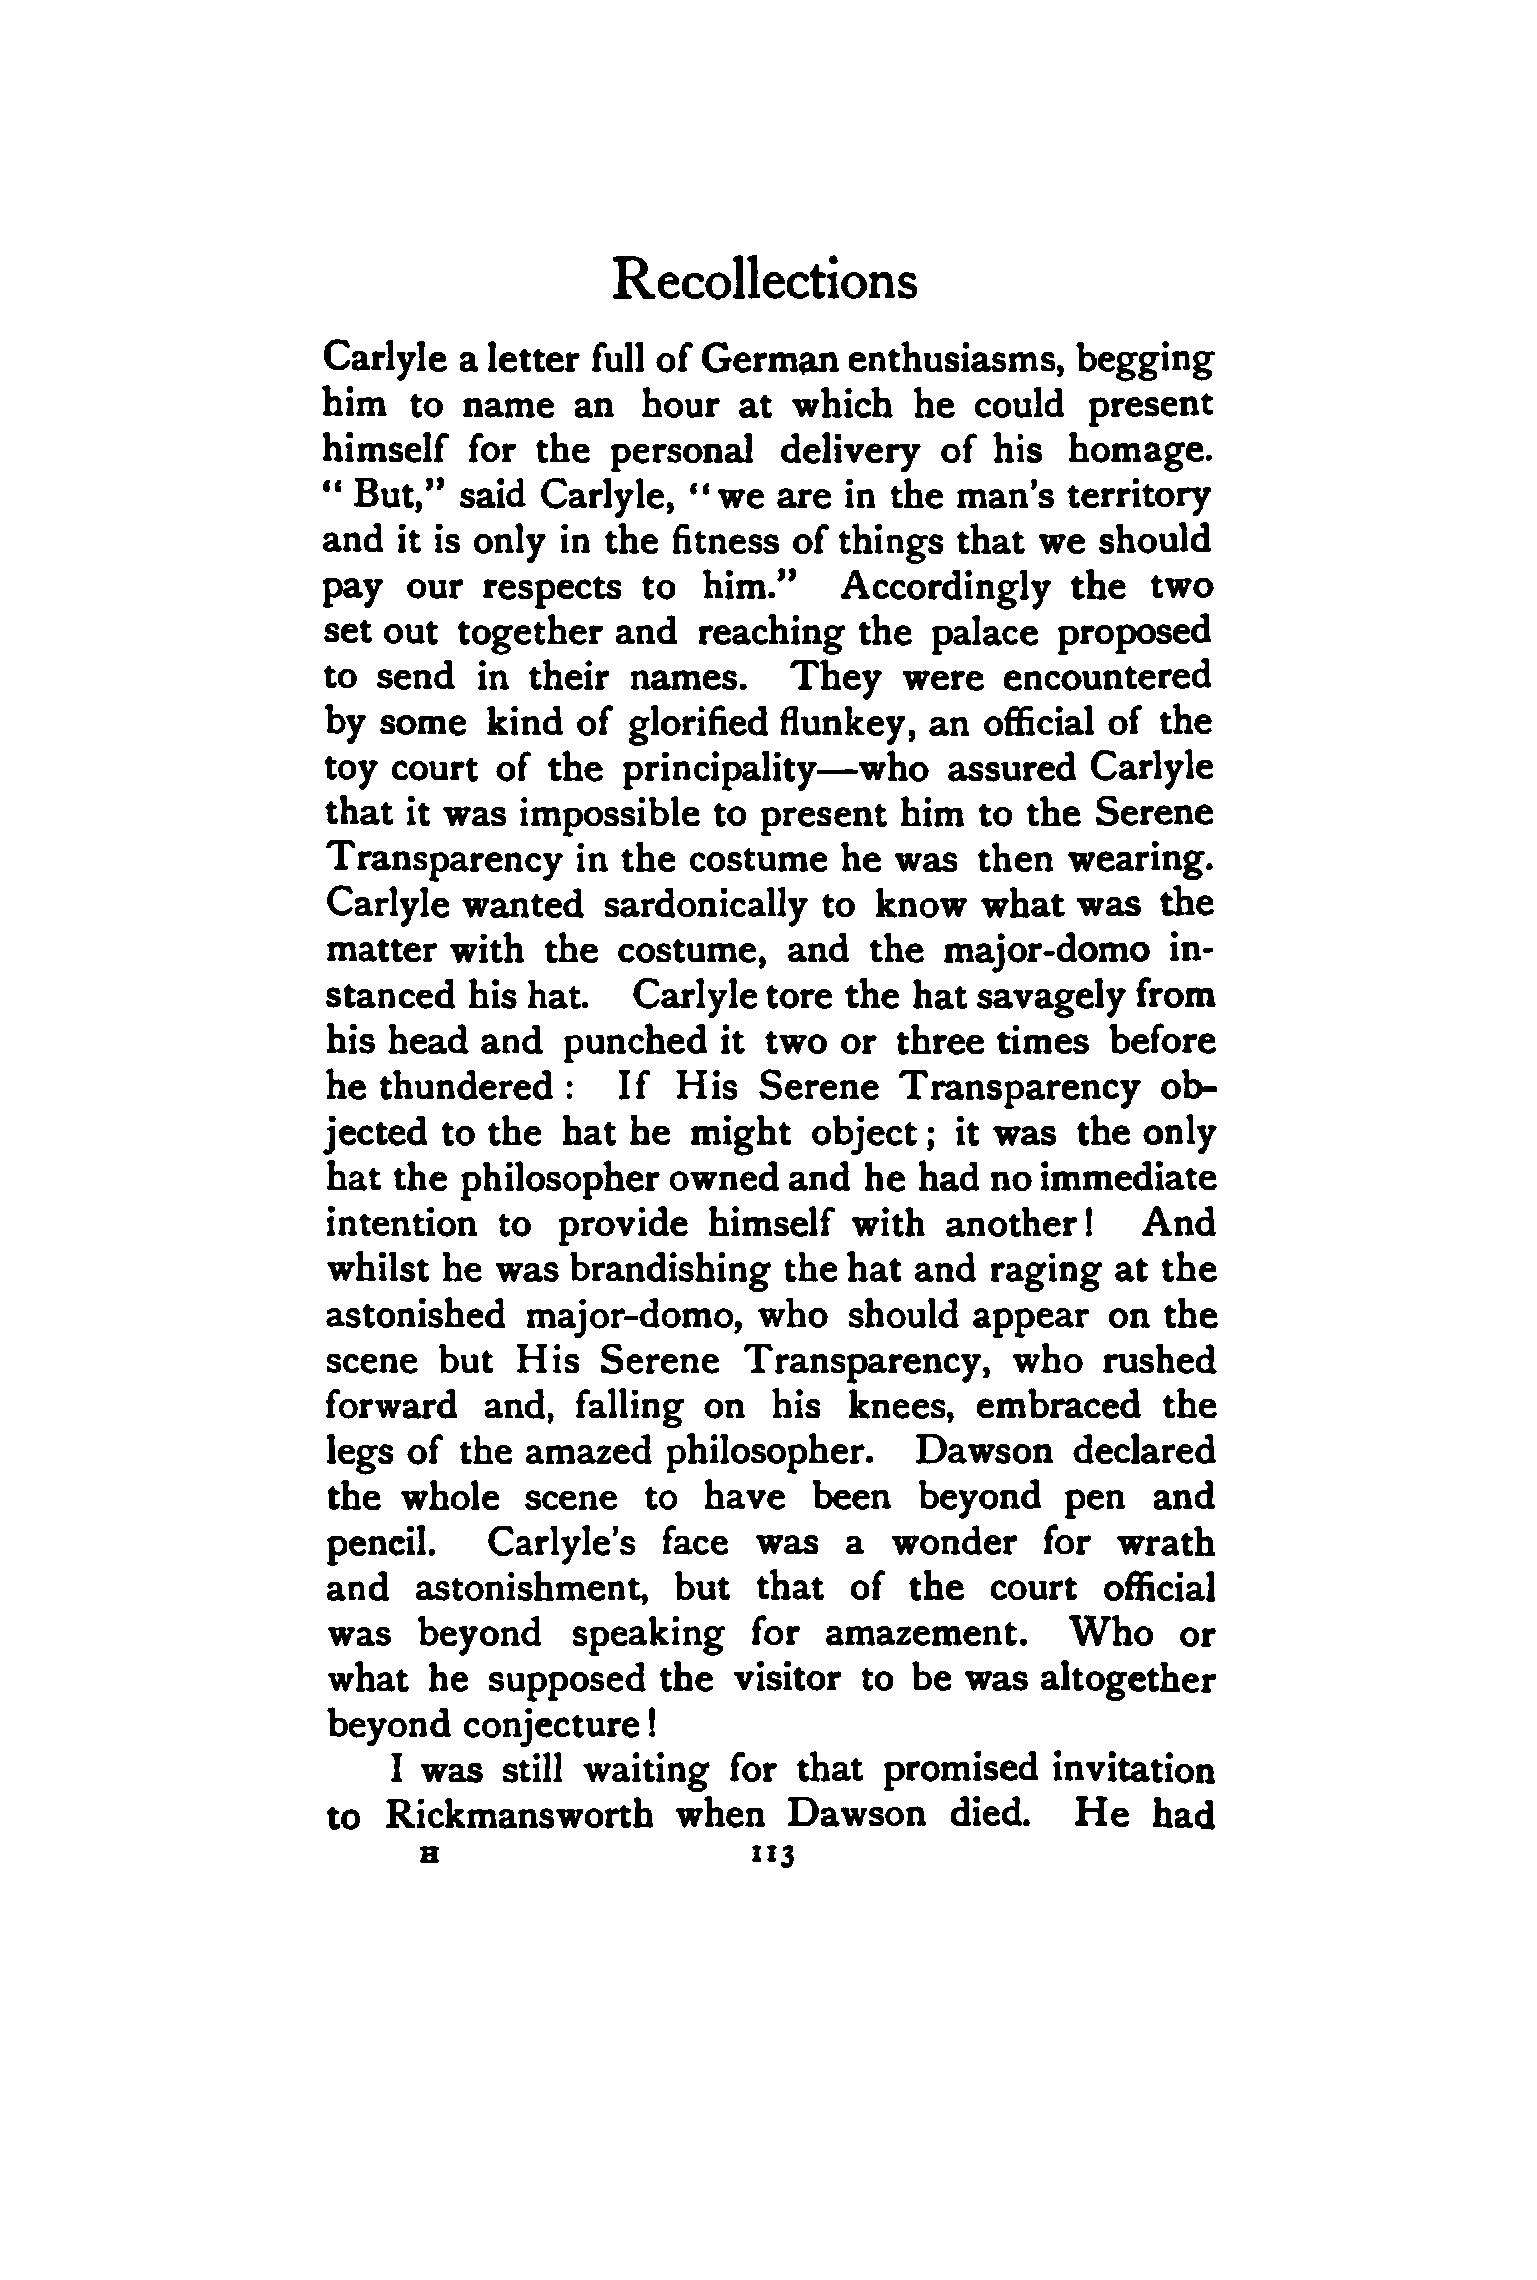 Recollections
Carlyle a letter full of German enthusiasms, begging
him to name an hour at which he could present
himself for the personal delivery of his homage.
“ But,” said Carlyle, “we are in the man’s territory
and it is only in the fitness of things that we should
pay our respects to him.” Accordingly the two
set out together and reaching the palace proposed
to send in their names. They were encountered
by some kind of glorified flunkey, an official of the
toy court of the principality—who assured Carlyle
that it was impossible to present him to the Serene
Transparency in the costume he was then wearing.
Carlyle wanted sardonically to know what was the
matter with the costume, and the major-domo in-
stanced his hat. Carlyle tore the hat savagely from
his head and punched it two or three times before
he thundered : If His Serene Transparency ob-
jected to the hat he might object ; it was the only
hat the philosopher owned and he had no immediate
intention to provide himself with another! And
whilst he was brandishing the hat and raging at the
astonished major-domo, who should appear on the
scene but His Serene Transparency, who rushed
forward and, falling on his knees, embraced the
legs of the amazed philosopher. Dawson declared
the whole scene to have been beyond pen and
pencil. Carlyle’s face was a wonder for wrath
and astonishment, but that of the court official
was beyond speaking for amazement. Who or
what he supposed the visitor to be was altogether
beyond conjecture !
I was still waiting for that promised invitation
to Rickmansworth when Dawson died. He had
H 113